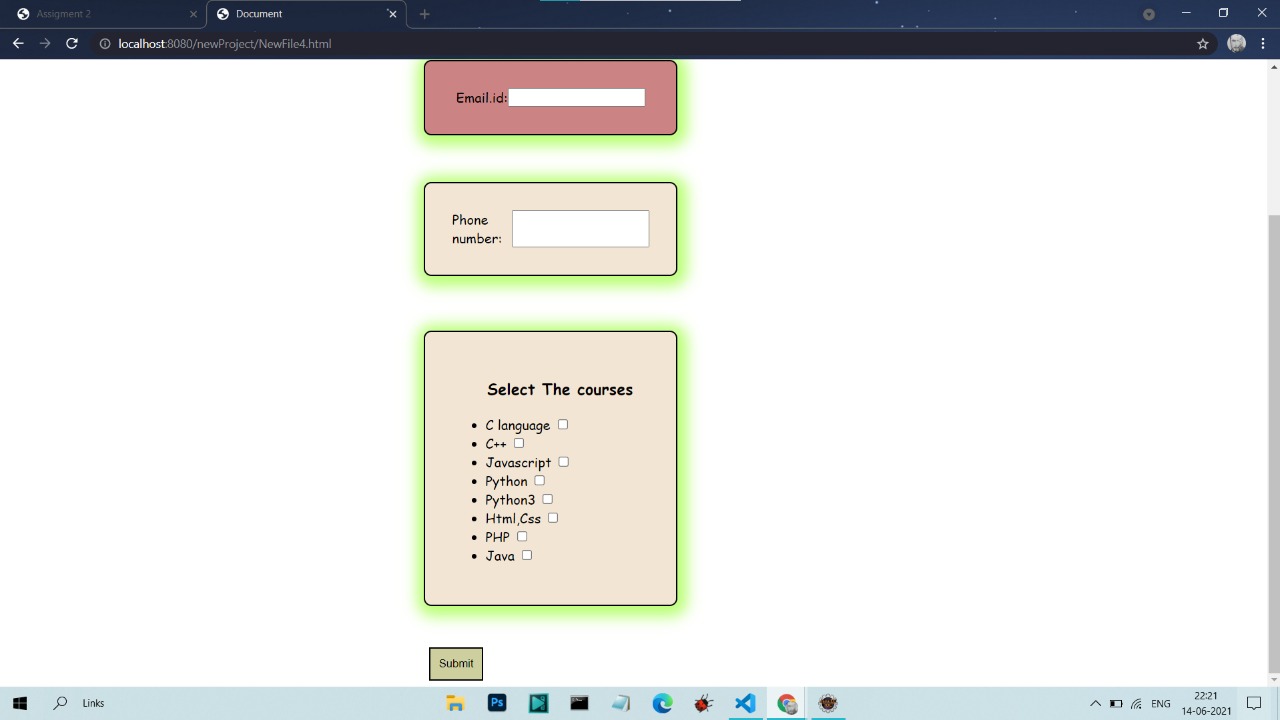 Assigment 2
Document
localhost:8080/newProject/NewFile4.html
Email.id:
Phone
number:
Select The courses
C language
C++
Javascript
Python
Python3
Html,Css
PHP
Java
Submit
Links
Ps
ENG
22:21
14-06-2021